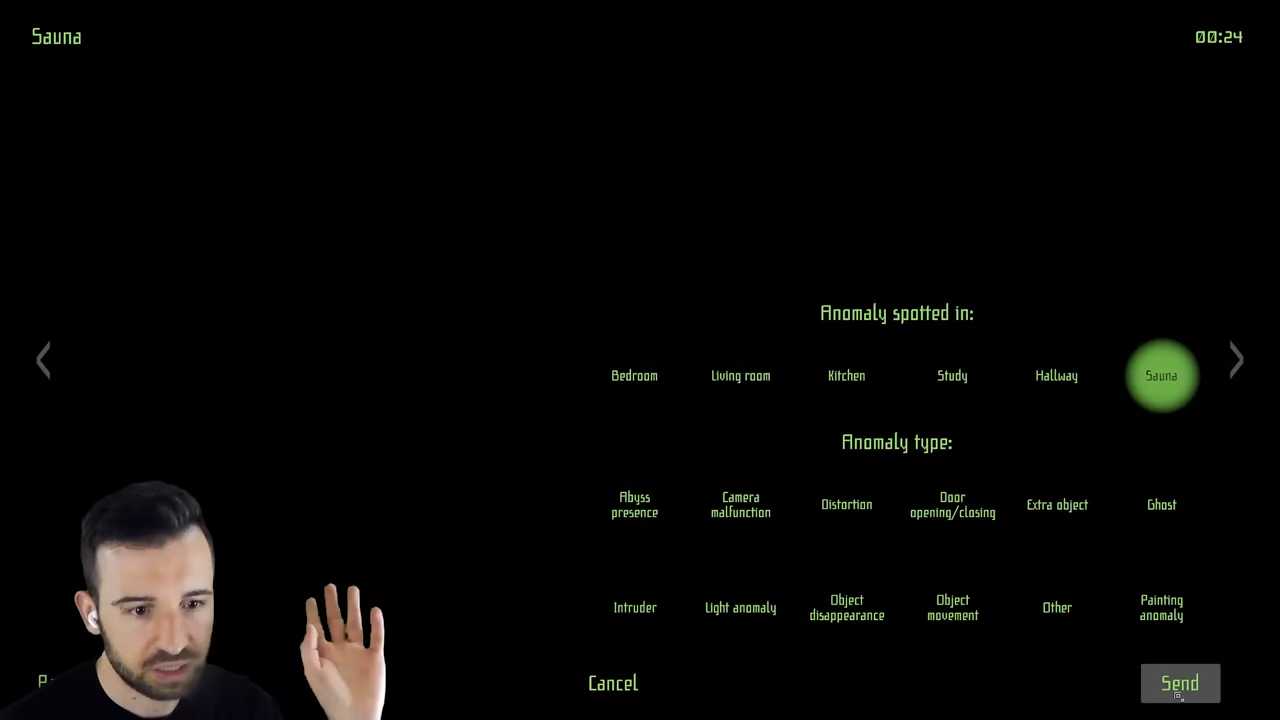 Sauna
00:24
Anomaly spotted in:
Bedroom Living room Kitchen Study Hallway Sauna
Anomaly type:
Abyss presence
Camera malfunction
Distortion
Door opening/closing
Extra object
Ghost
Intruder
Light anomaly
Object disappearance
Object movement
Other
Painting anomaly
Cancel
Send